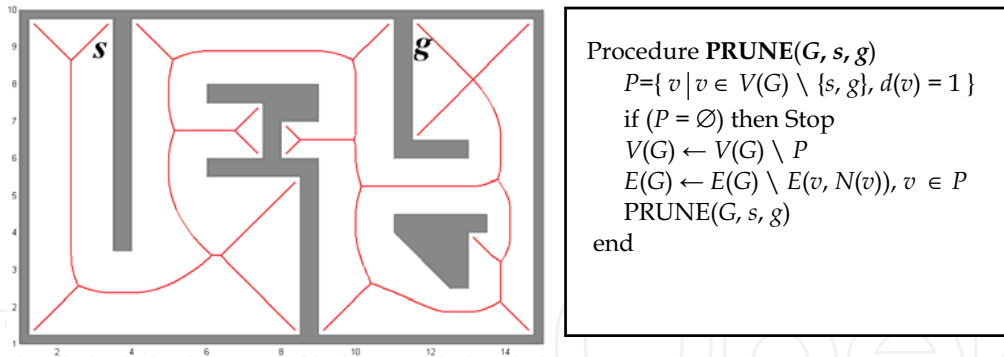 10
9
8
7
6
5
4
3
2
1
2 4 6 8 10 12 14
s
g
Procedure PRUNE(G, s, g)
P={ v | v ∈ V(G) \ {s, g}, d(v) = 1 }
if (P = ∅) then Stop
V(G) ← V(G) \ P
E(G) ← E(G) \ E(v, N(v)), v ∈ P
PRUNE(G, s, g)
end